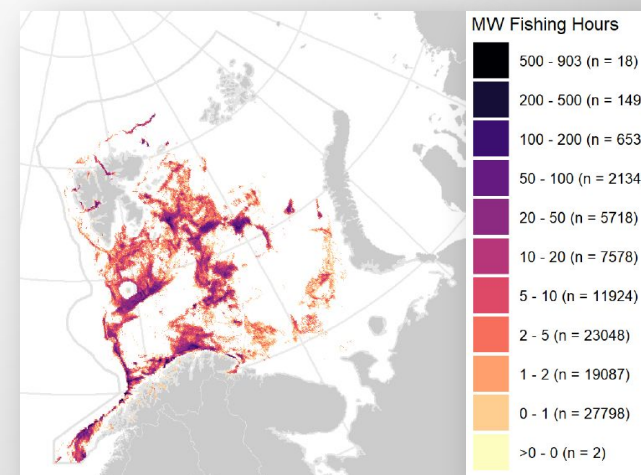 MW Fishing Hours
500 - 903 (n = 18)
200 - 500 (n = 149
100 - 200 (n = 653
50 - 100 (n = 2134
20 - 50 (n = 5718)
10 - 20 (n = 7578)
5 - 10 (n = 11924)
2 - 5 (n = 23048)
1 - 2 (n = 19087)
0 - 1 (n = 27798)
>0 - 0 (n = 2)